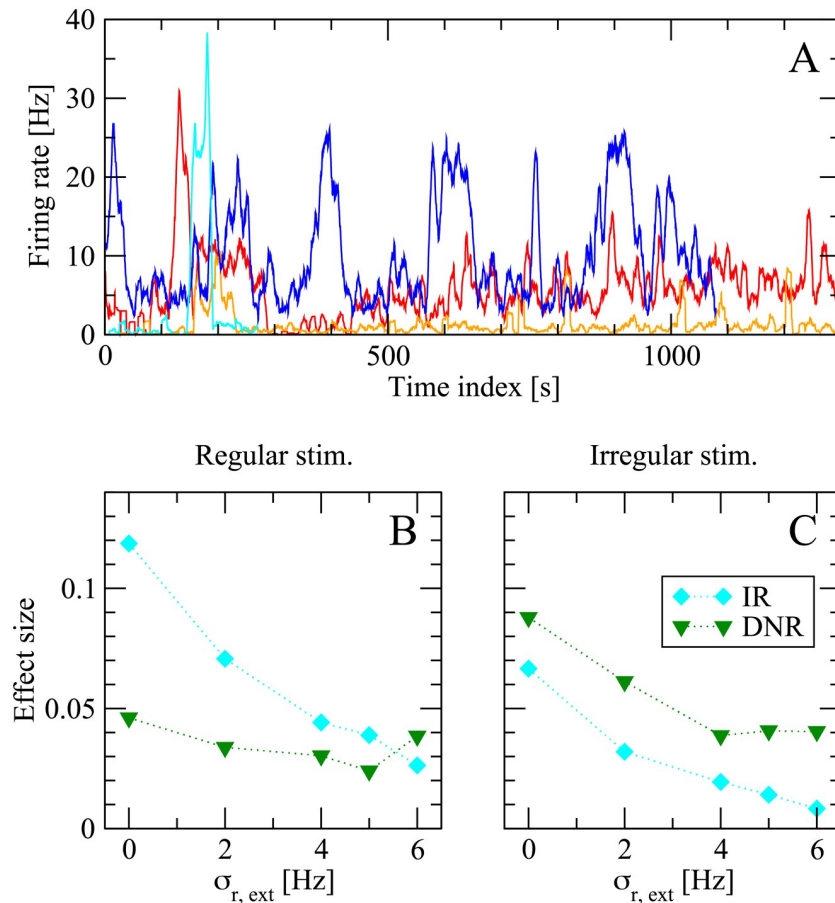 40
30
20
10
0
Firing rate [Hz]
A
0 500 1000
Time index [s]
Regular stim. Irregular stim.
B C
0.1
0.05
0
Effect size
IR
DNR
0 2 4 6 0 2 4 6
σr, ext [Hz] σr, ext [Hz]